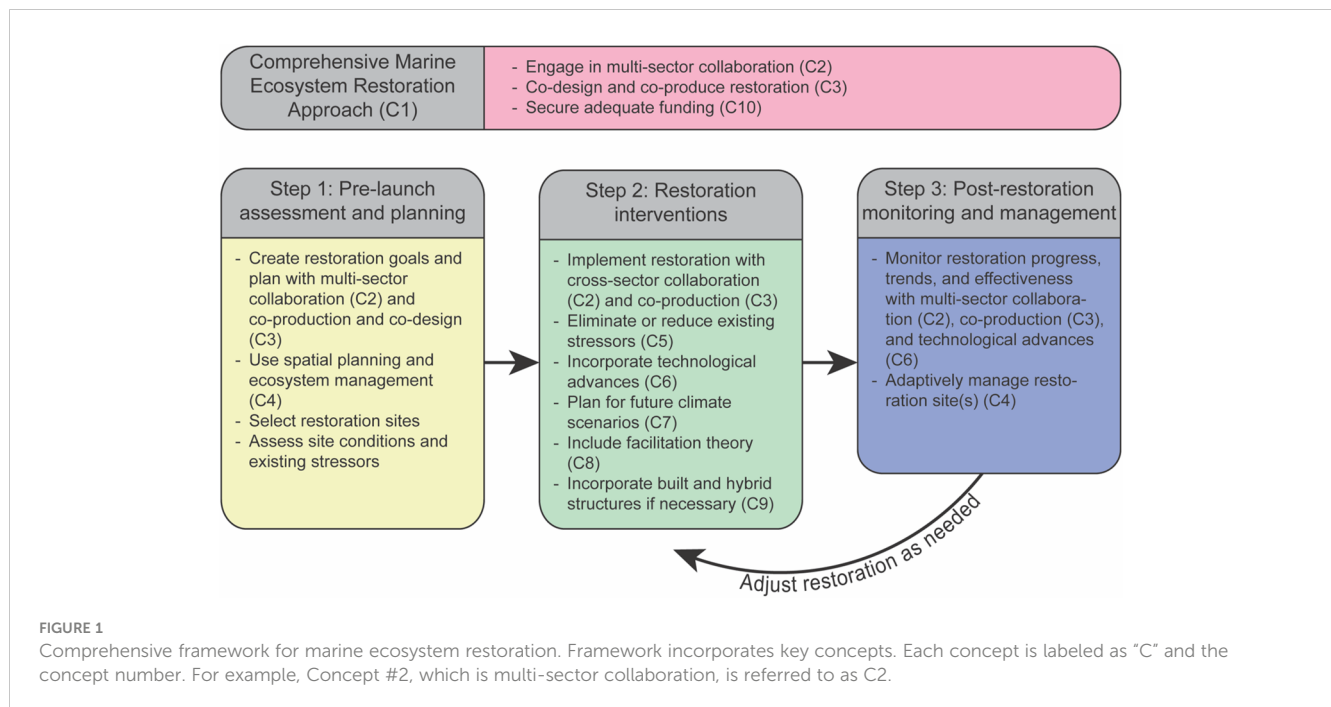 Comprehensive Marine
Ecosystem Restoration
Approach (C1)
- Engage in multi-sector collaboration (C2)
- Co-design and co-produce restoration (C3)
- Secure adequate funding (C10)
Step 1: Pre-launch
assessment and planning
- Create restoration goals and
plan with multi-sector
collaboration (C2) and
co-production and co-design
(C3)
- Use spatial planning and
ecosystem management
(C4)
- Select restoration sites
- Assess site conditions and
existing stressors
Step 2: Restoration
interventions
- Implement restoration with
cross-sector collaboration
(C2) and co-production (C3)
- Eliminate or reduce existing
stressors (C5)
- Incorporate technological
advances (C6)
- Plan for future climate
scenarios (C7)
- Include facilitation theory
(C8)
- Incorporate built and hybrid
structures if necessary (C9)
Step 3: Post-restoration
monitoring and management
- Monitor restoration progress,
trends, and effectiveness
with multi-sector collabora-
tion (C2), co-production (C3),
and technological advances
(C6)
- Adaptively manage resto-
ration site(s) (C4)
Adjust restoration as needed
FIGURE 1
Comprehensive framework for marine ecosystem restoration. Framework incorporates key concepts. Each concept is labeled as “C” and the
concept number. For example, Concept #2, which is multi-sector collaboration, is referred to as C2.